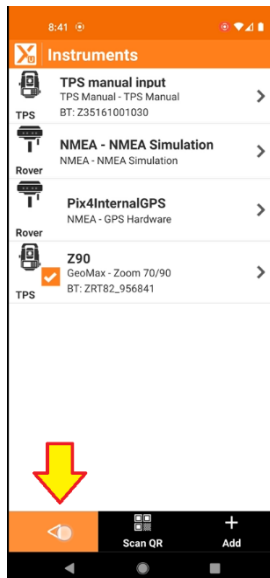 8:41
Instruments
TPS manual input
TPS Manual - TPS Manual
BT: Z35161001030
TPS
NMEA - NMEA Simulation
NMEA - NMEA Simulation
Rover
Pix4InternalGPS
NMEA - GPS Hardware
Rover
Z90
GeoMax - Zoom 70/90
BT: ZRT82_956841
TPS
Scan QR
Add